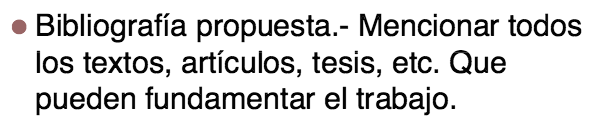 • Bibliografía propuesta.- Mencionar todos
los textos, artículos, tesis, etc. Que
pueden fundamentar el trabajo.